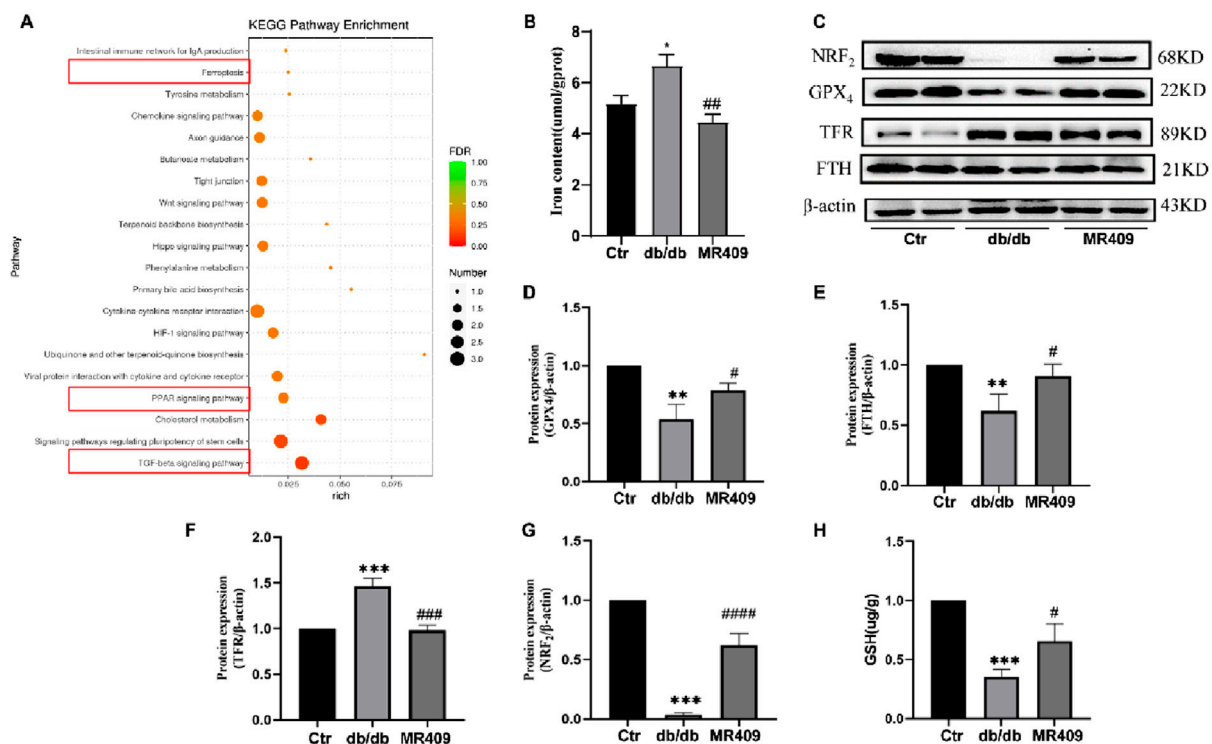 A
KEGG Pathway Enrichment
Intestinal immune network for IgA production
Ferroptosis
Tyrosine metabolism
Chemokine signaling pathway
Axon guidance
Butanoate metabolism
Tight junction
Wnt signaling pathway
Terpenoid backbone biosynthesis
Hippo signaling pathway
Phenylalanine metabolism
Primary bile acid biosynthesis
Cytokine-cytokine receptor interaction
HIF-1 signaling pathway
Ubiquinone and other terpenoid-quinone biosynthesis
Viral protein interaction with cytokine and cytokine receptor
PPAR signaling pathway
Cholesterol metabolism
Signaling pathways regulating pluripotency of stem cells
TGF-beta signaling pathway
Pathway
0.025 0.050 0.075
rich
FDR
1.00
0.75
0.50
0.25
0.00
Number
1.0
1.5
2.0
2.5
3.0
B
Iron content(umol/gprot)
8
6
4
2
0
*
##
Ctr db/db MR409
C
NRF2 68KD
GPX4 22KD
TFR 89KD
FTH 21KD
β-actin 43KD
Ctr db/db MR409
D
Protein expression
(GPX4/β-actin)
1.5
1.0
0.5
0.0
**
#
Ctr db/db MR409
E
Protein expression
(FTH/β-actin)
1.5
1.0
0.5
0.0
**
#
Ctr db/db MR409
F
Protein expression
(TFR/β-actin)
2.0
1.5
1.0
0.5
0.0
***
###
Ctr db/db MR409
G
Protein expression
(NRF2/β-actin)
1.5
1.0
0.5
0.0
***
####
Ctr db/db MR409
H
GSH(ug/g)
1.5
1.0
0.5
0.0
***
#
Ctr db/db MR409